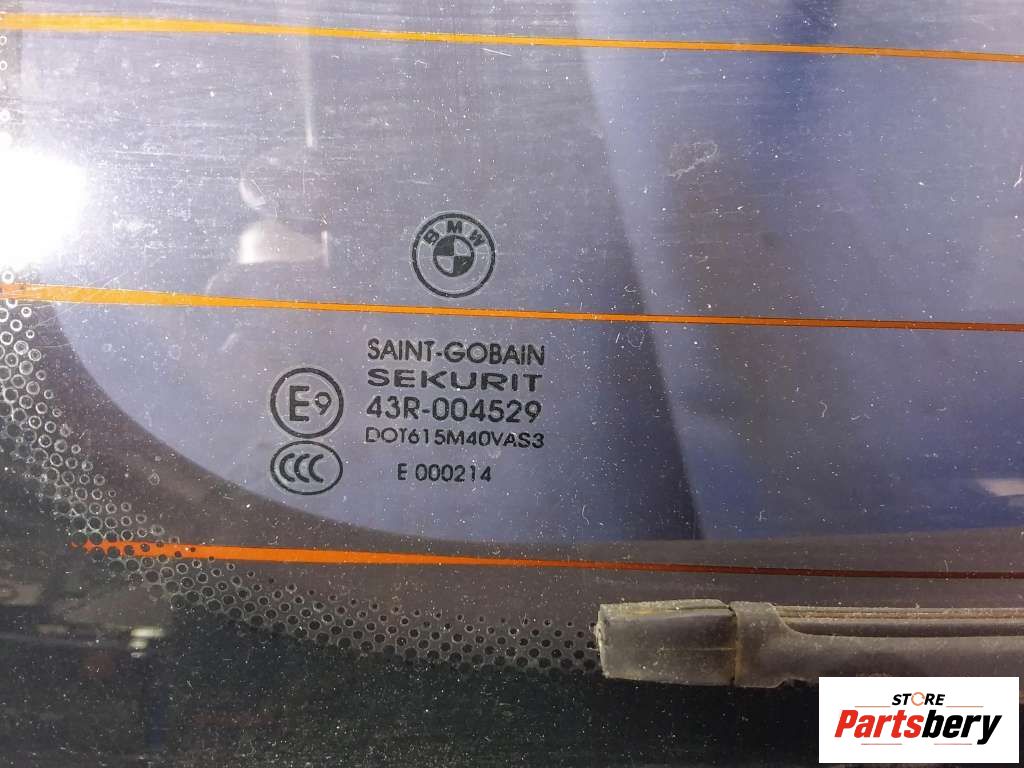 BMW
SAINT-GOBAIN
SEKURIT
E9
43R-004529
DOT615M40VAS3
CCC
E 000214
STORE
Partsbery